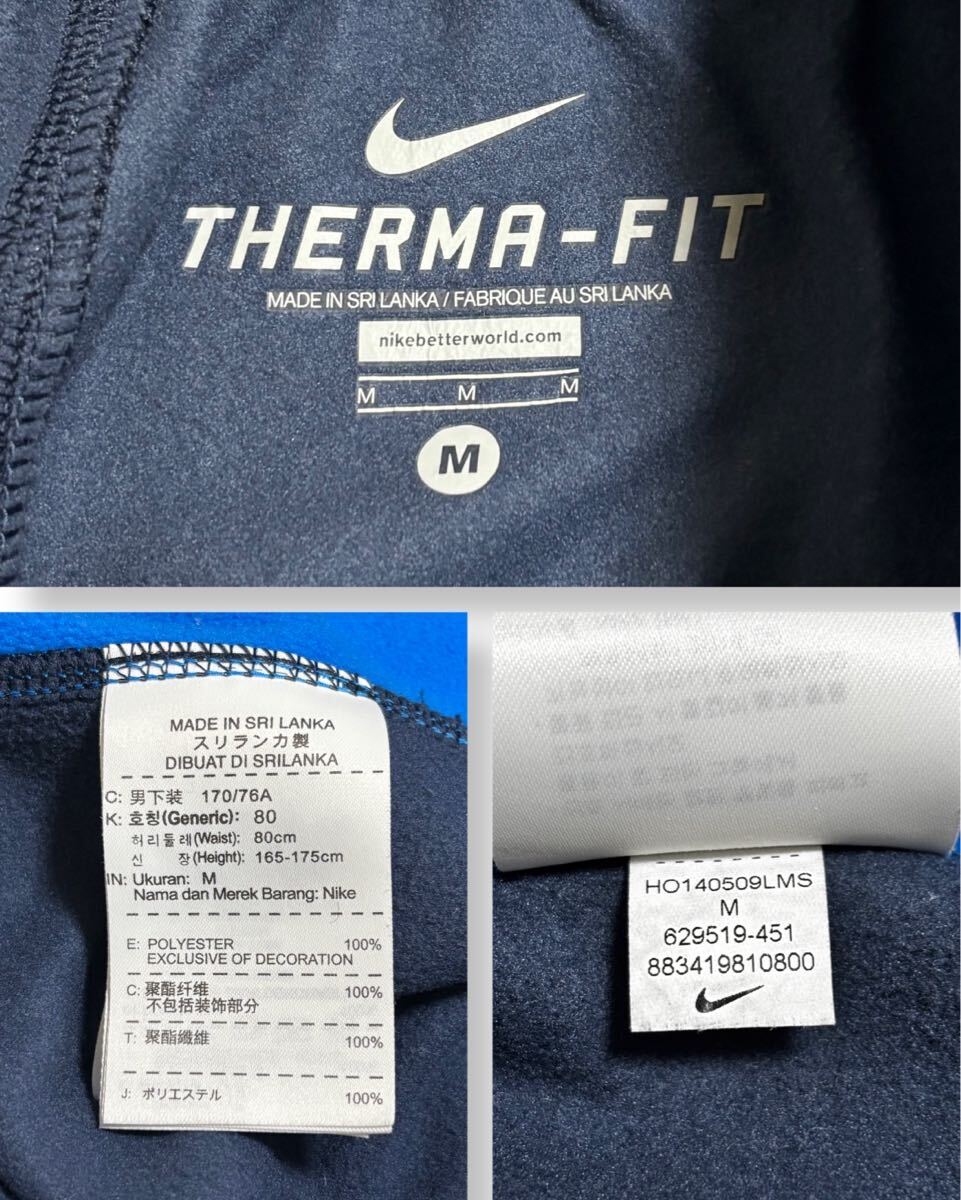 THERMA-FIT
MADE IN SRI LANKA / FABRIQUE AU SRI LANKA
nikebetterworld.com
M M M
M
MADE IN SRI LANKA
スリランカ製
DIBUAT DI SRILANKA
C: 男下装 170/76A
K: 호칭(Generic): 80
허리둘레(Waist): 80cm
신 장(Height): 165-175cm
IN: Ukuran: M
Nama dan Merek Barang: Nike
E: POLYESTER 100%
EXCLUSIVE OF DECORATION
C: 聚酯纤维 100%
不包括装饰部分
T: 聚酯纖維 100%
J: ポリエステル 100%
HO140509LMS
M
629519-451
883419810800